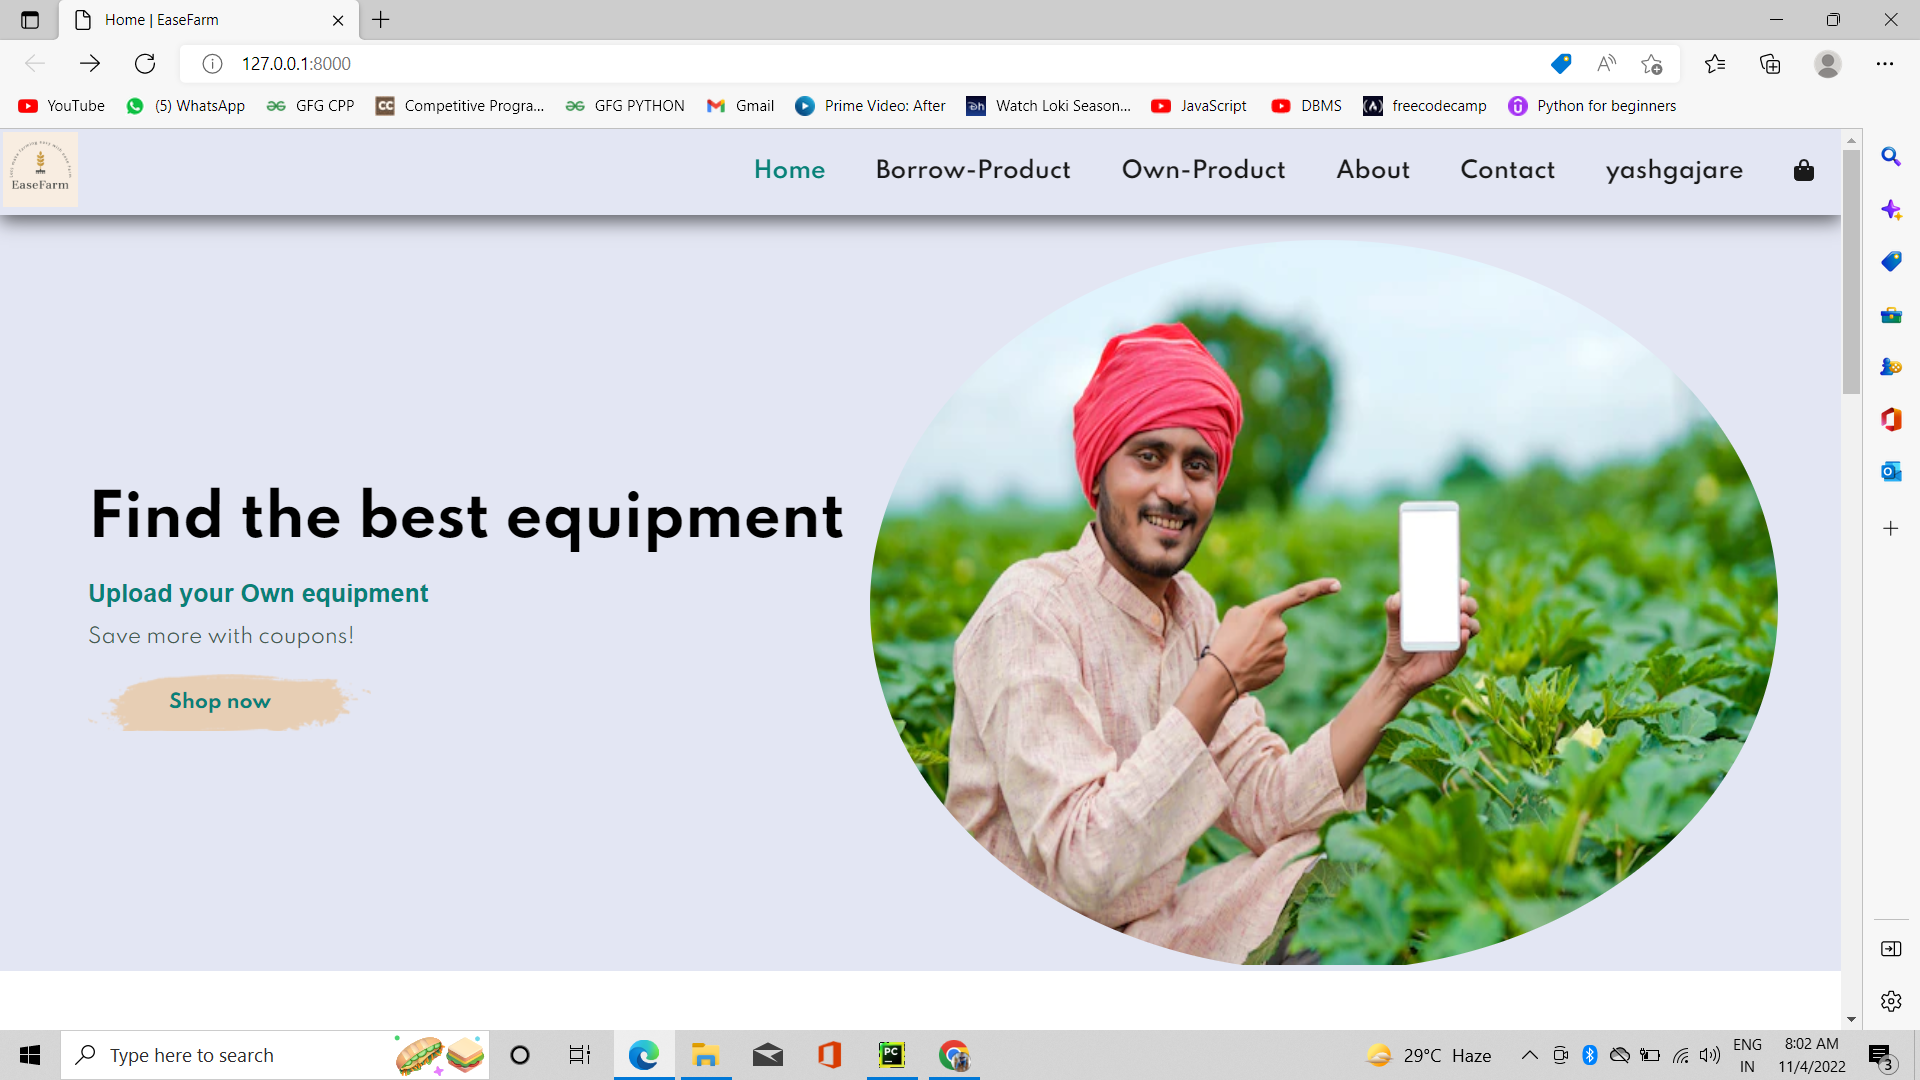 Home | EaseFarm
127.0.0.1:8000
YouTube
(5) WhatsApp
GFG CPP
Competitive Progra...
GFG PYTHON
Gmail
Prime Video: After
Watch Loki Season...
JavaScript
DBMS
freecodecamp
Python for beginners
EaseFarm
Home
Borrow-Product
Own-Product
About
Contact
yashgajare
Find the best equipment
Upload your Own equipment
Save more with coupons!
Shop now
Type here to search
PC
29°C Haze
ENG
IN
8:02 AM
11/4/2022
3